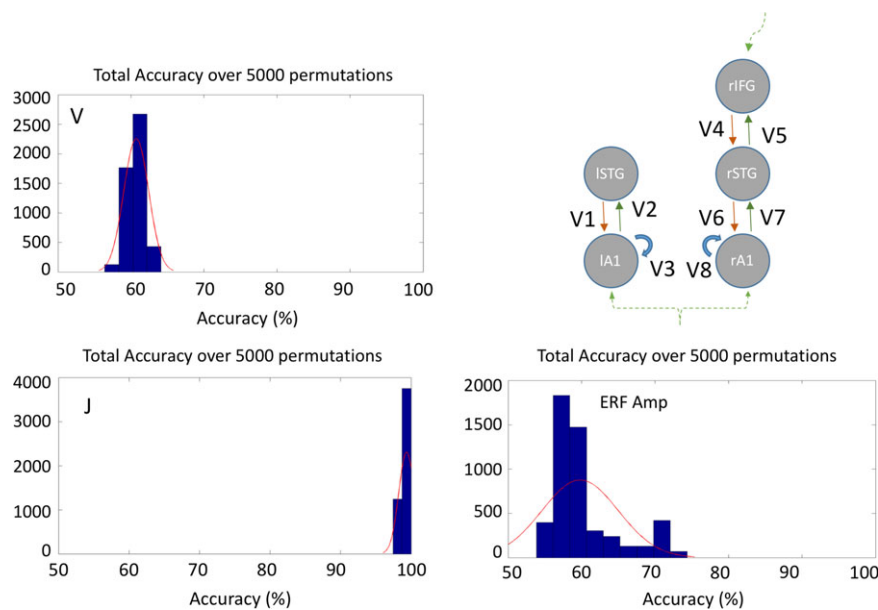 Total Accuracy over 5000 permutations
3000
2500
2000
1500
1000
500
0
V
50 60 70 80 90 100
Accuracy (%)
rIFG
V4 V5
lSTG rSTG
V1 V2 V6 V7
lA1 V3 V8 rA1
Total Accuracy over 5000 permutations
4000
3000
2000
1000
0
J
50 60 70 80 90 100
Accuracy (%)
Total Accuracy over 5000 permutations
2000
1500
1000
500
0
ERF Amp
50 60 70 80 90 100
Accuracy (%)